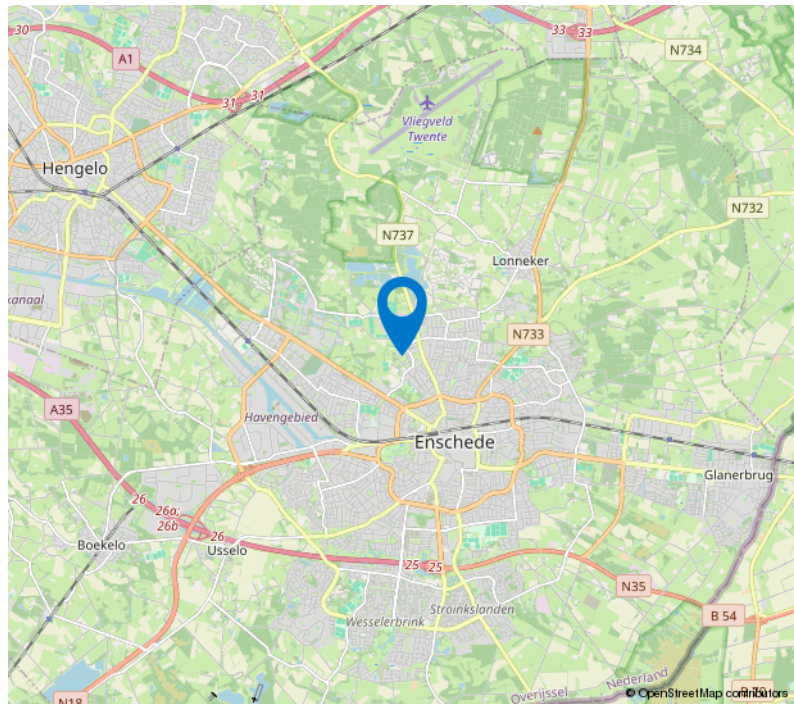 30
A1
33
33
N734
31
31
Vliegveld
Twente
Hengelo
N732
N737
Lonneker
kanaal
N733
A35
Havengebied
Enschede
Glanerbrug
26
26a;
26b
26
Boekelo
Usselo
25
25
N35
Stroinkslanden
Wesselerbrink
B 54
Nederland
Overijssel
N18
© OpenStreetMap contributors